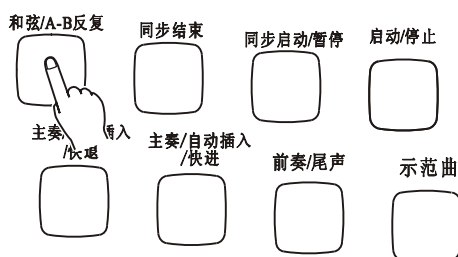 和弦/A-B反复
同步结束
同步启动/暂停
启动/停止
主奏/ 插入
/快退
主奏/自动插入
/快进
前奏/尾声
示范曲